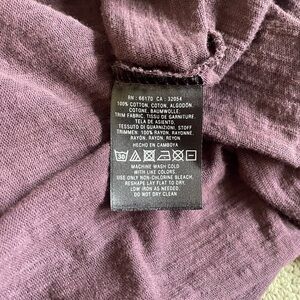 RN : 66170 CA : 32054
100% COTTON, COTON, ALGODÓN,
COTONE, BAUMWOLLE.
TRIM FABRIC, TISSU DE GARNITURE,
TELA DE ASIENTO,
TESSUTO DI GUARNIZIONI, STOFF
TRIMMER: 100% RAYON, RAYONNE,
RAYON, RAYON, REYON
HECHO EN CAMBOYA
30
MACHINE WASH COLD
WITH LIKE COLORS.
USE ONLY NON-CHLORINE BLEACH.
RESHAPE LAY FLAT TO DRY.
LOW IRON AS NEEDED.
DO NOT DRY CLEAN